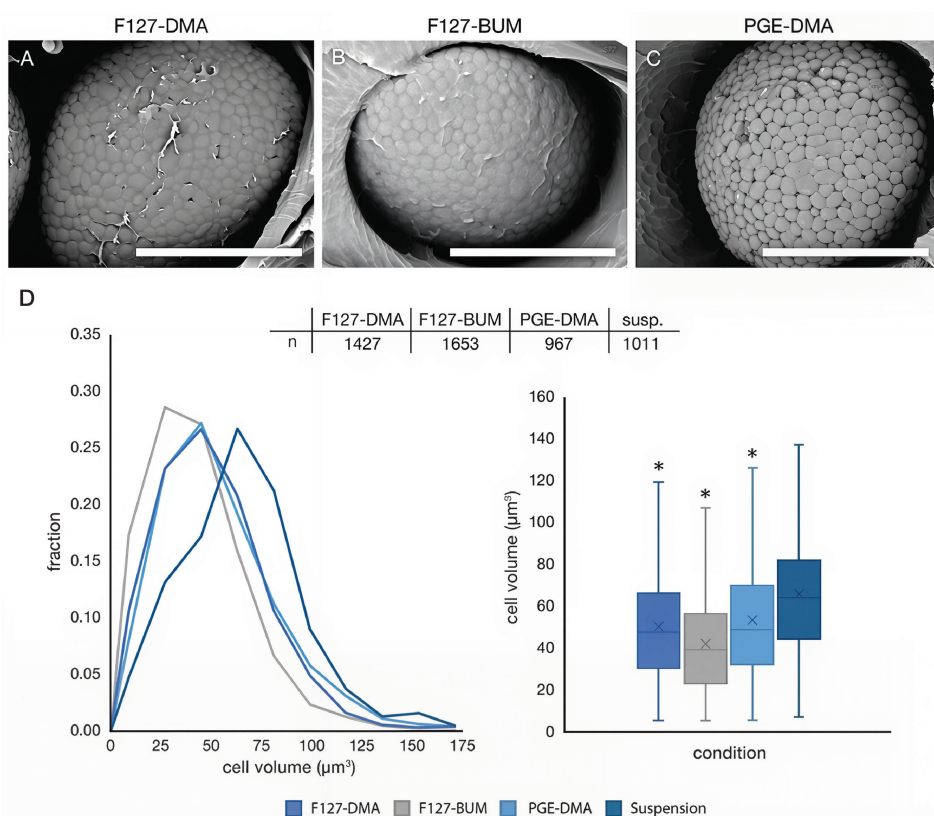 F127-DMA F127-BUM PGE-DMA
A B C
D
F127-DMA F127-BUM PGE-DMA susp.
n 1427 1653 967 1011
0.35
0.30
0.25
0.20
0.15
0.10
0.05
0.00
fraction
0 25 50 75 100 125 150 175
cell volume (µm³)
160
140
120
100
80
60
40
20
0
cell volume (µm³)
* * *
condition
F127-DMA F127-BUM PGE-DMA Suspension